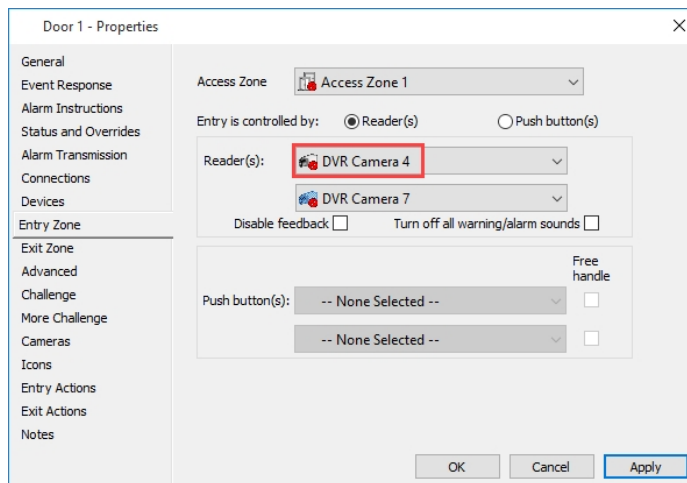 Door 1 - Properties
General
Event Response
Alarm Instructions
Status and Overrides
Alarm Transmission
Connections
Devices
Entry Zone
Exit Zone
Advanced
Challenge
More Challenge
Cameras
Icons
Entry Actions
Exit Actions
Notes
Access Zone
Access Zone 1
Entry is controlled by: Reader(s) Push button(s)
Reader(s): DVR Camera 4
DVR Camera 7
Disable feedback Turn off all warning/alarm sounds
Free
handle
Push button(s): -- None Selected --
-- None Selected --
OK Cancel Apply